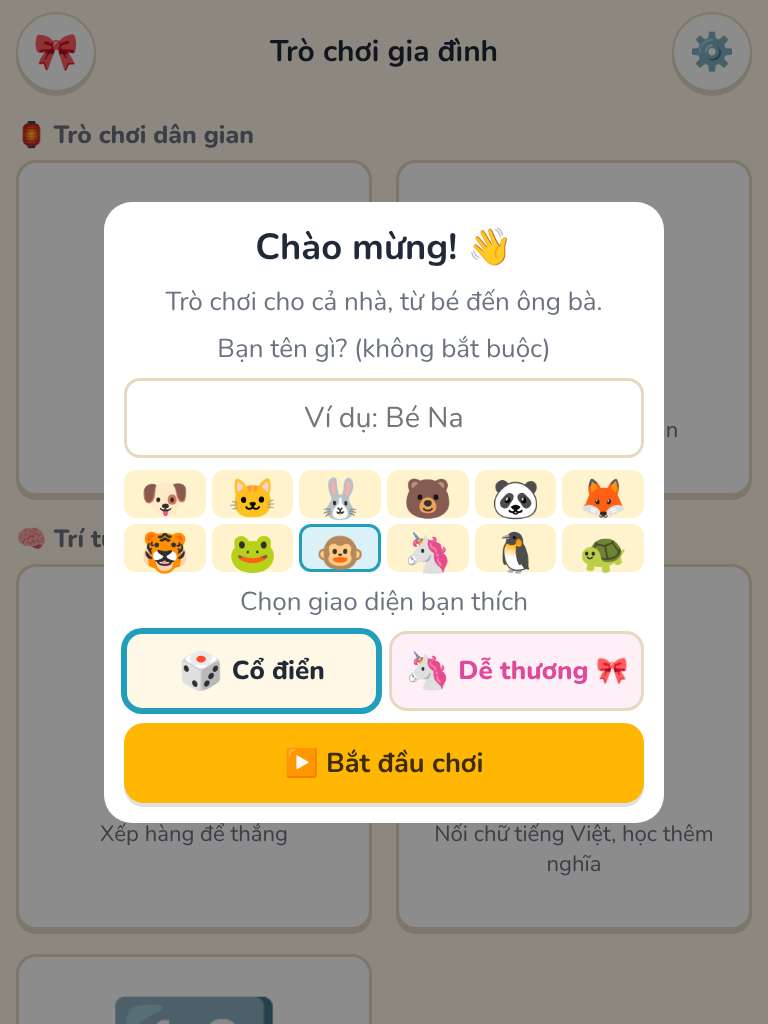 Trò chơi gia đình
Trò chơi dân gian
Chào mừng!
Trò chơi cho cả nhà, từ bé đến ông bà.
Bạn tên gì? (không bắt buộc)
Ví dụ: Bé Na
Chọn giao diện bạn thích
Cổ điển
Dễ thương
Bắt đầu chơi
Xếp hàng để thắng
Nối chữ tiếng Việt, học thêm
nghĩa